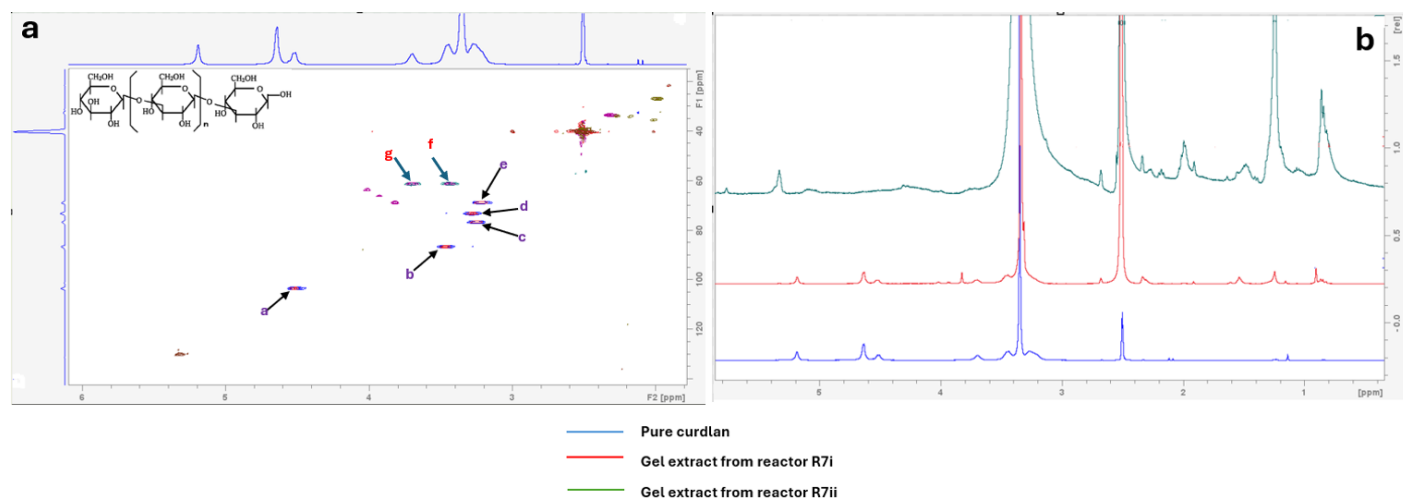 a
CH₂OH CH₂OH CH₂OH
O O O
OH
HO O HO O HO
HO
OH OH OH
n
g
f
e
d
c
b
a
40
60
80
100
120
F1 [ppm]
6 5 4 3 F2 [ppm]
b
[rel]
1.5
1.0
0.5
- 0.0
5 4 3 2 1 [ppm]
Pure curdlan
Gel extract from reactor R7i
Gel extract from reactor R7ii